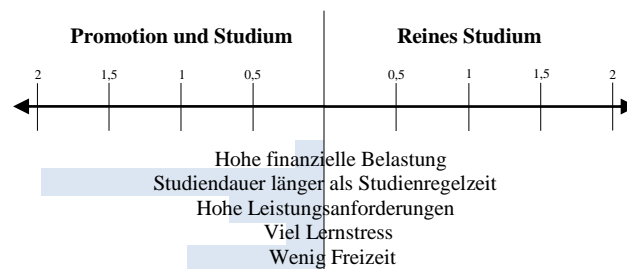 Promotion und Studium Reines Studium
2 1,5 1 0,5 0,5 1 1,5 2
Hohe finanzielle Belastung
Studiendauer länger als Studienregelzeit
Hohe Leistungsanforderungen
Viel Lernstress
Wenig Freizeit